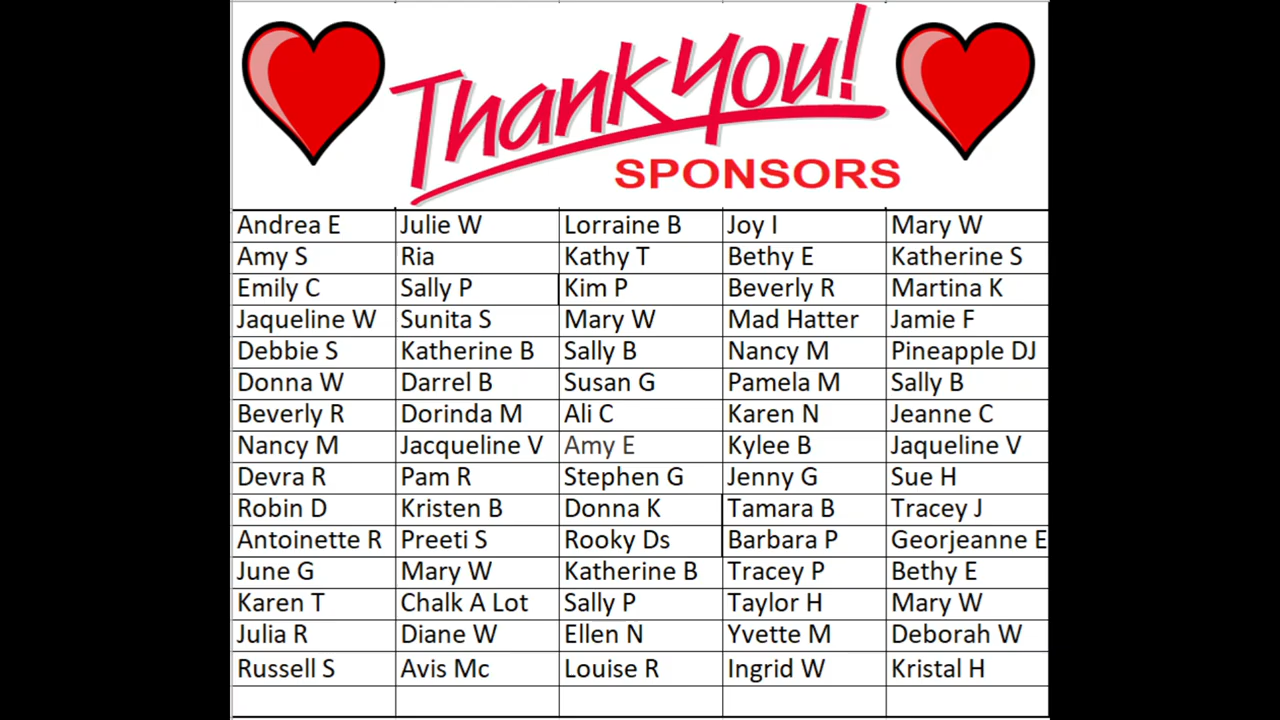 Thank You!
SPONSORS
Andrea E Julie W Lorraine B Joy I Mary W
Amy S Ria Kathy T Bethy E Katherine S
Emily C Sally P Kim P Beverly R Martina K
Jaqueline W Sunita S Mary W Mad Hatter Jamie F
Debbie S Katherine B Sally B Nancy M Pineapple DJ
Donna W Darrel B Susan G Pamela M Sally B
Beverly R Dorinda M Ali C Karen N Jeanne C
Nancy M Jacqueline V Amy E Kylee B Jaqueline V
Devra R Pam R Stephen G Jenny G Sue H
Robin D Kristen B Donna K Tamara B Tracey J
Antoinette R Preeti S Rooky Ds Barbara P Georjeanne E
June G Mary W Katherine B Tracey P Bethy E
Karen T Chalk A Lot Sally P Taylor H Mary W
Julia R Diane W Ellen N Yvette M Deborah W
Russell S Avis Mc Louise R Ingrid W Kristal H